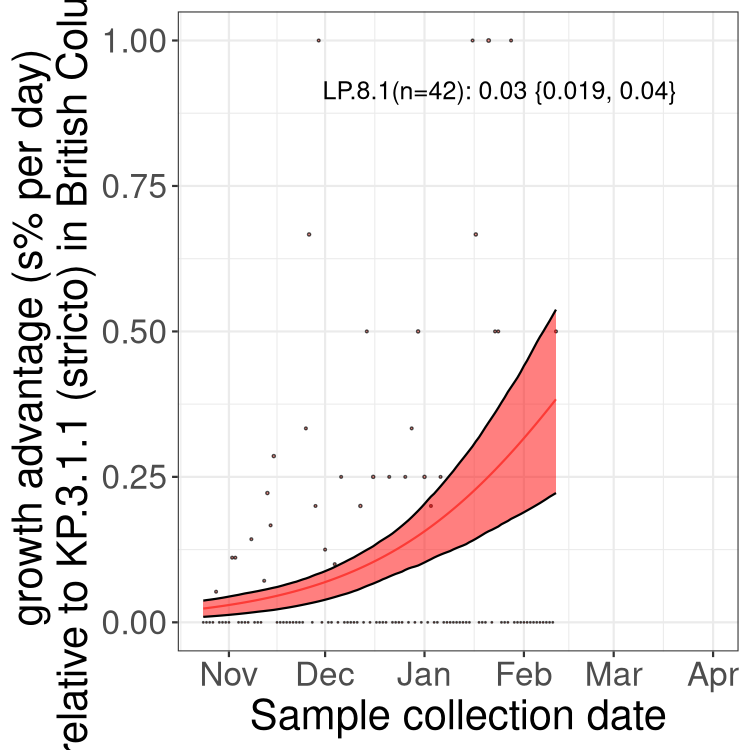 growth advantage (s% per day)
relative to KP.3.1.1 (stricto) in British Colu
1.00
0.75
0.50
0.25
0.00
LP.8.1(n=42): 0.03 {0.019, 0.04}
Nov Dec Jan Feb Mar Apr
Sample collection date